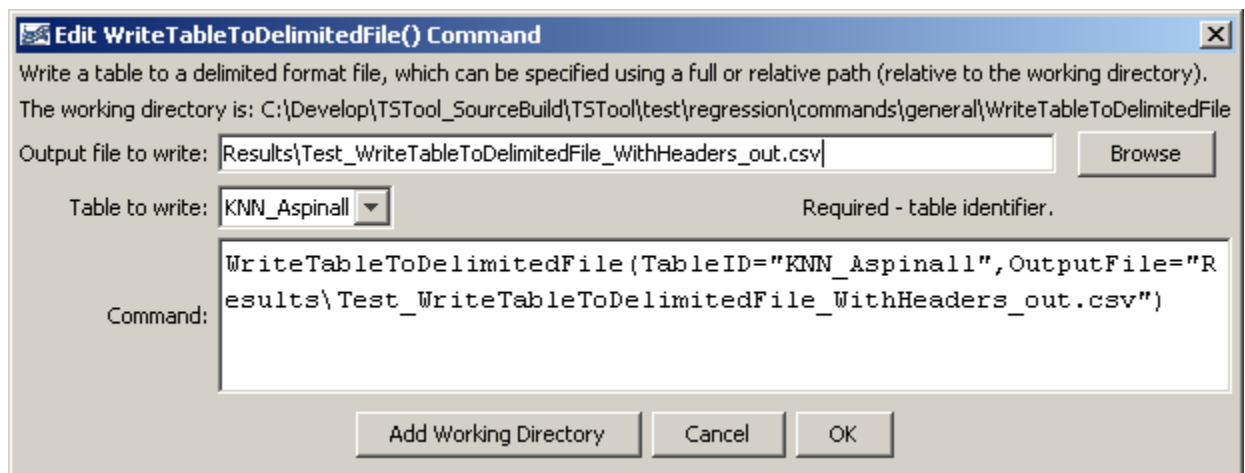 Edit WriteTableToDelimitedFile() Command
Write a table to a delimited format file, which can be specified using a full or relative path (relative to the working directory).
The working directory is: C:\Develop\TSTool_SourceBuild\TSTool\test\regression\commands\general\WriteTableToDelimitedFile
Output file to write: Results\Test_WriteTableToDelimitedFile_WithHeaders_out.csv Browse
Table to write: KNN_Aspinall Required - table identifier.
WriteTableToDelimitedFile(TableID="KNN_Aspinall",OutputFile="R
esults\Test_WriteTableToDelimitedFile_WithHeaders_out.csv")
Command:
Add Working Directory Cancel OK